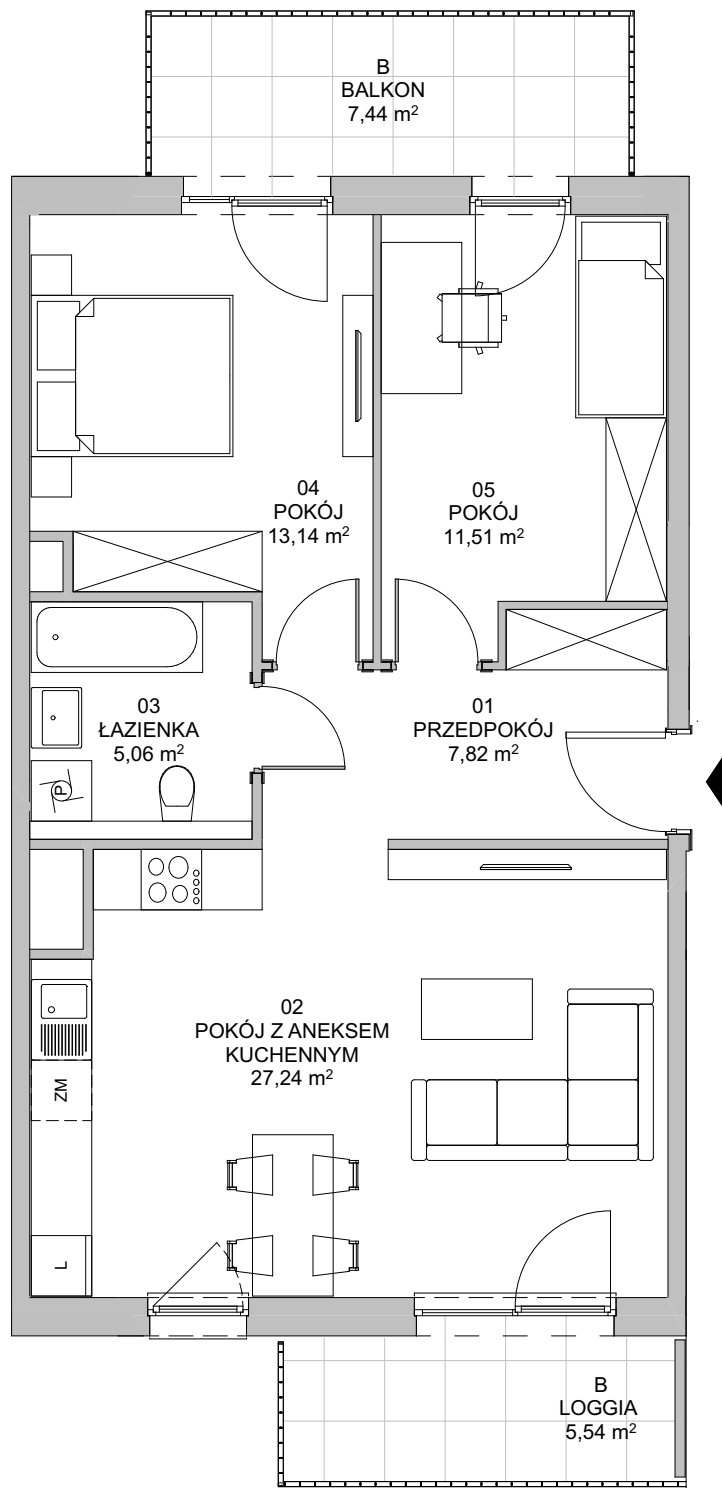 B
BALKON
7,44 m²
04
POKÓJ
13,14 m²
05
POKÓJ
11,51 m²
03
ŁAZIENKA
5,06 m²
01
PRZEDPOKÓJ
7,82 m²
P
02
POKÓJ Z ANEKSEM
KUCHENNYM
27,24 m²
ZM
L
B
LOGGIA
5,54 m²